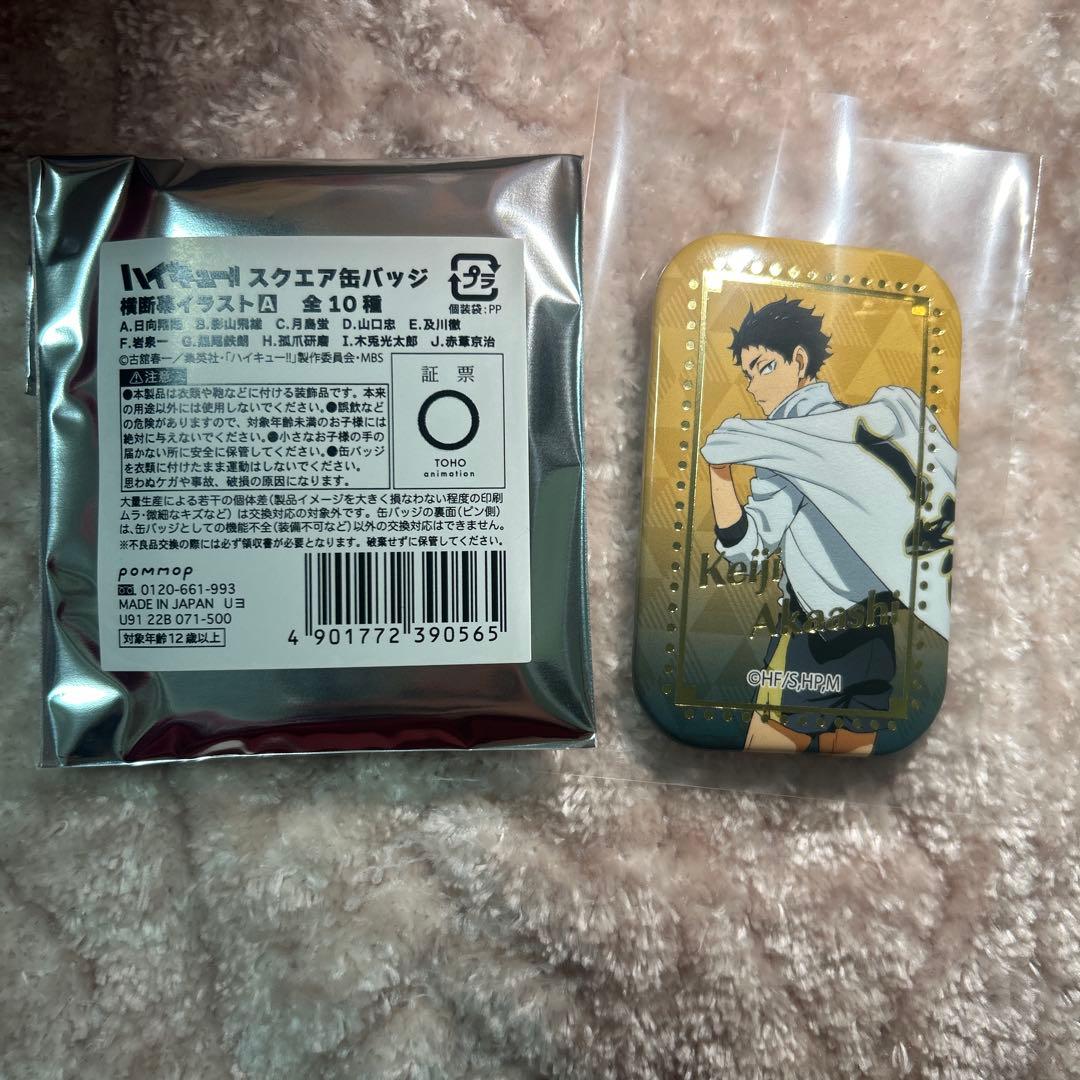 ハイキュー!! スクエア缶バッジ
横断幕イラストA 全10種
プラ
個装袋:PP
A.日向翔陽 B.影山飛雄 C.月島蛍 D.山口忠 E.及川徹
F.岩泉一 G.黒尾鉄朗 H.孤爪研磨 I.木兎光太郎 J.赤葦京治
©古舘春一/集英社・「ハイキュー!!」製作委員会・MBS
⚠注意
●本製品は衣類や鞄などに付ける装飾品です。本来
の用途以外には使用しないでください。●誤飲など
の危険がありますので、対象年齢未満のお子様には
絶対に与えないでください。●小さなお子様の手の
届かない所に安全に保管してください。●缶バッジ
を衣類に付けたまま運動はしないでください。
思わぬケガや事故、破損の原因になります。
証票
TOHO
animation
大量生産による若干の個体差(製品イメージを大きく損なわない程度の印刷
ムラ・微細なキズなど)は交換対応の対象外です。缶バッジの裏面(ピン側)
は、缶バッジとしての機能不全(装備不可など)以外の交換対応はできません。
※不良品交換の際には必ず領収書が必要となります。破棄せずに保管してください。
pommop
0120-661-993
MADE IN JAPAN Uヨ
U91 22B 071-500
対象年齢12歳以上
4 901772 390565
Keiji
Akaashi
©HF/S,HP,M